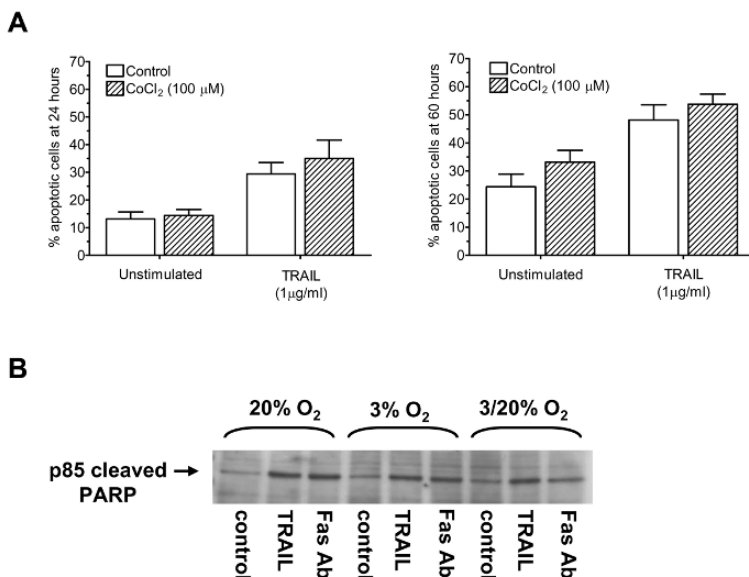 A
% apoptotic cells at 24 hours
70
60
50
40
30
20
10
0
Control
CoCl2 (100 μM)
Unstimulated
TRAIL
(1μg/ml)
% apoptotic cells at 60 hours
70
60
50
40
30
20
10
0
Control
CoCl2 (100 μM)
Unstimulated
TRAIL
(1μg/ml)
B
20% O2 3% O2 3/20% O2
p85 cleaved
PARP
control
TRAIL
Fas Ab
control
TRAIL
Fas Ab
control
TRAIL
Fas Ab